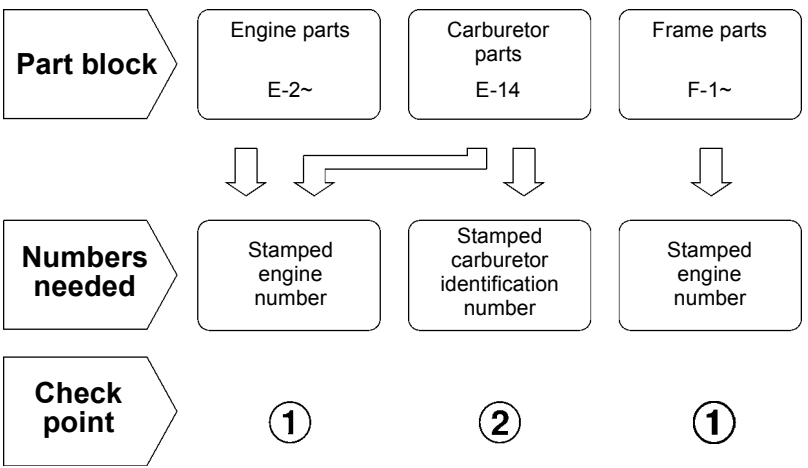 Part block
Engine parts
E-2~
Carburetor
parts
E-14
Frame parts
F-1~
Numbers
needed
Stamped
engine
number
Stamped
carburetor
identification
number
Stamped
engine
number
Check
point
①
②
①